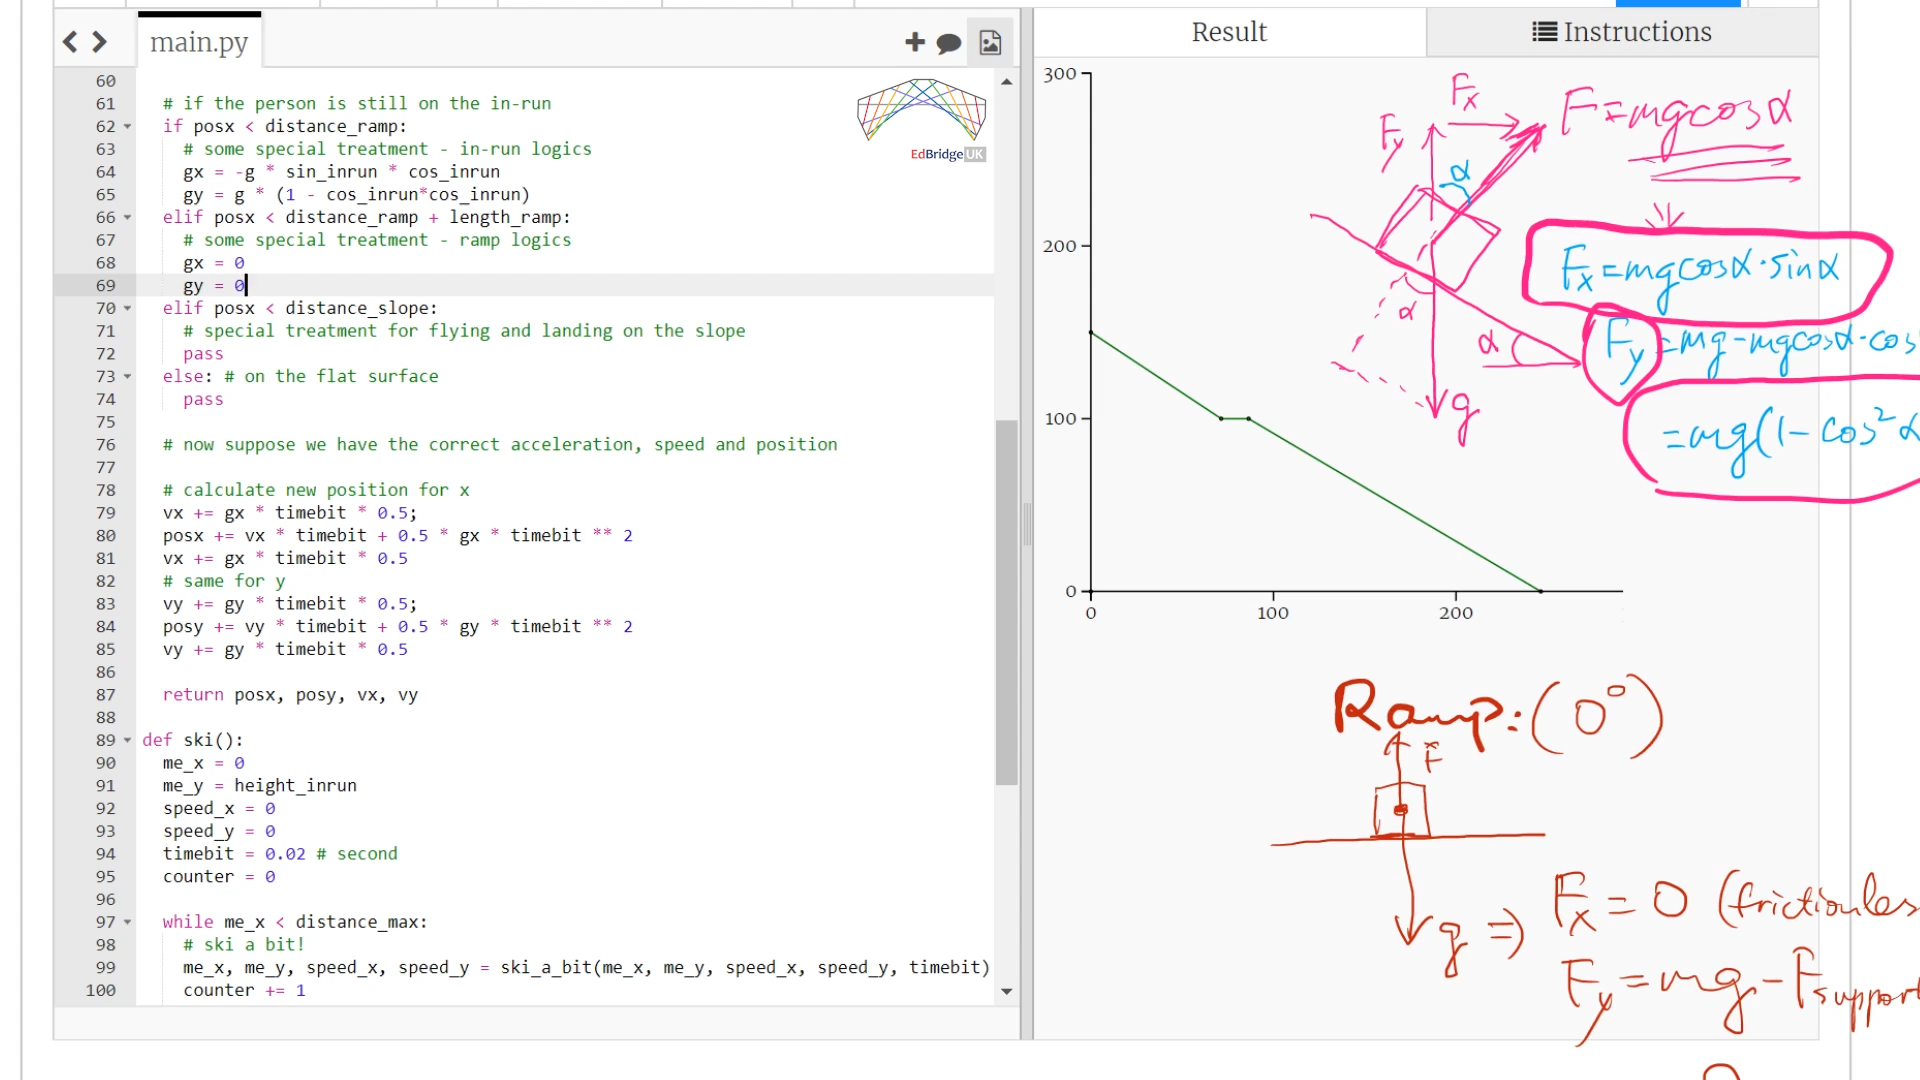 main.py
60
61 # if the person is still on the in-run
62 if posx < distance_ramp:
63 # some special treatment - in-run logics
64 gx = -g * sin_inrun * cos_inrun
65 gy = g * (1 - cos_inrun*cos_inrun)
66 elif posx < distance_ramp + length_ramp:
67 # some special treatment - ramp logics
68 gx = 0
69 gy = 0
70 elif posx < distance_slope:
71 # special treatment for flying and landing on the slope
72 pass
73 else: # on the flat surface
74 pass
75
76 # now suppose we have the correct acceleration, speed and position
77
78 # calculate new position for x
79 vx += gx * timebit * 0.5;
80 posx += vx * timebit + 0.5 * gx * timebit ** 2
81 vx += gx * timebit * 0.5
82 # same for y
83 vy += gy * timebit * 0.5;
84 posy += vy * timebit + 0.5 * gy * timebit ** 2
85 vy += gy * timebit * 0.5
86
87 return posx, posy, vx, vy
88
89 def ski():
90 me_x = 0
91 me_y = height_inrun
92 speed_x = 0
93 speed_y = 0
94 timebit = 0.02 # second
95 counter = 0
96
97 while me_x < distance_max:
98 # ski a bit!
99 me_x, me_y, speed_x, speed_y = ski_a_bit(me_x, me_y, speed_x, speed_y, timebit)
100 counter += 1
EdBridge UK
Result
Instructions
300
200
100
0
0
100
200
Fx
Fy
α
F=mgcosα
Fx=mgcosα·sinα
α
α
Fy=mg-mgcosα·cos
g
=mg(1-cos²α
Ramp: (0°)
F
g ⇒
Fx = 0 (frictionles
Fy = mg - Fsupport